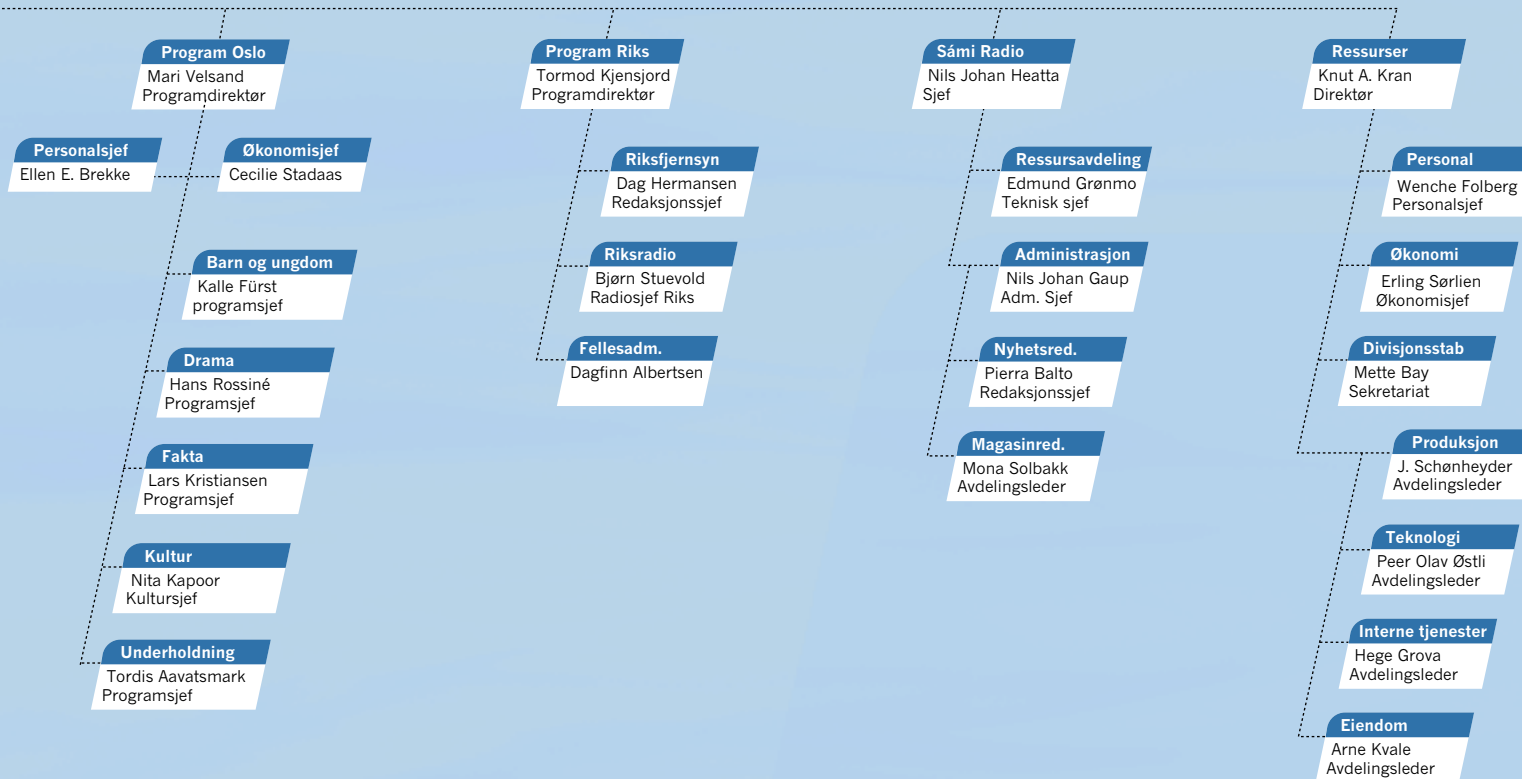 Program Oslo
Mari Velsand
Programdirektør
Personalsjef
Ellen E. Brekke
Økonomisjef
Cecilie Stadaas
Barn og ungdom
Kalle Fürst
programsjef
Drama
Hans Rossiné
Programsjef
Fakta
Lars Kristiansen
Programsjef
Kultur
Nita Kapoor
Kultursjef
Underholdning
Tordis Aavatsmark
Programsjef
Program Riks
Tormod Kjensjord
Programdirektør
Riksfjernsyn
Dag Hermansen
Redaksjonssjef
Riksradio
Bjørn Stuevold
Radiosjef Riks
Fellesadm.
Dagfinn Albertsen
Sámi Radio
Nils Johan Heatta
Sjef
Ressursavdeling
Edmund Grønmo
Teknisk sjef
Administrasjon
Nils Johan Gaup
Adm. Sjef
Nyhetsred.
Pierra Balto
Redaksjonssjef
Magasinred.
Mona Solbakk
Avdelingsleder
Ressurser
Knut A. Kran
Direktør
Personal
Wenche Folberg
Personalsjef
Økonomi
Erling Sørlien
Økonomisjef
Divisjonsstab
Mette Bay
Sekretariat
Produksjon
J. Schønheyder
Avdelingsleder
Teknologi
Peer Olav Østli
Avdelingsleder
Interne tjenester
Hege Grova
Avdelingsleder
Eiendom
Arne Kvale
Avdelingsleder